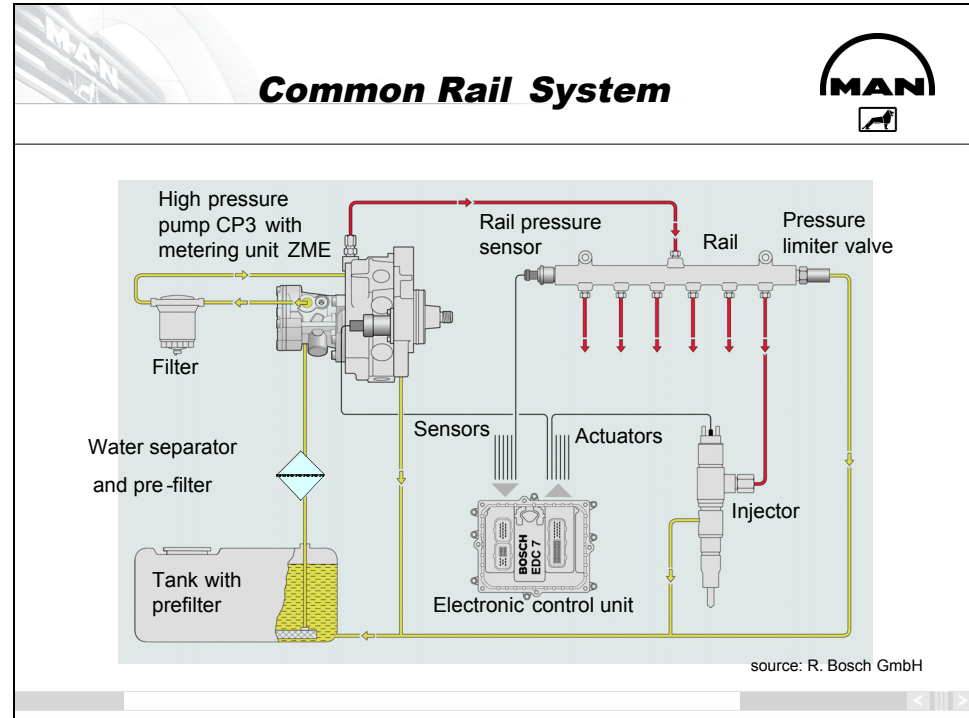 MAN
Common Rail System
MAN
High pressure
pump CP3 with
metering unit ZME
Rail pressure
sensor
Rail
Pressure
limiter valve
Filter
Sensors
Actuators
Water separator
and pre-filter
Injector
BOSCH
EDC 7
Tank with
prefilter
Electronic control unit
source: R. Bosch GmbH